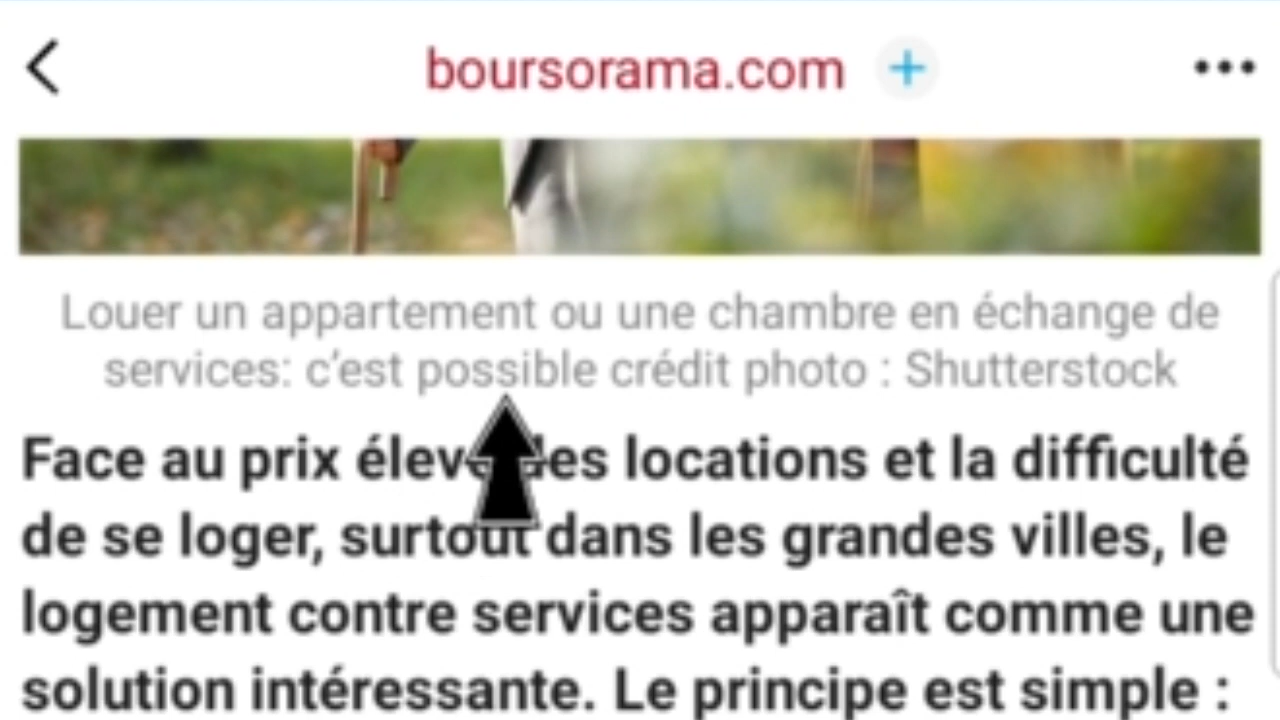 boursorama.com
Louer un appartement ou une chambre en échange de
services: c’est possible crédit photo : Shutterstock
Face au prix élevé des locations et la difficulté
de se loger, surtout dans les grandes villes, le
logement contre services apparaît comme une
solution intéressante. Le principe est simple :